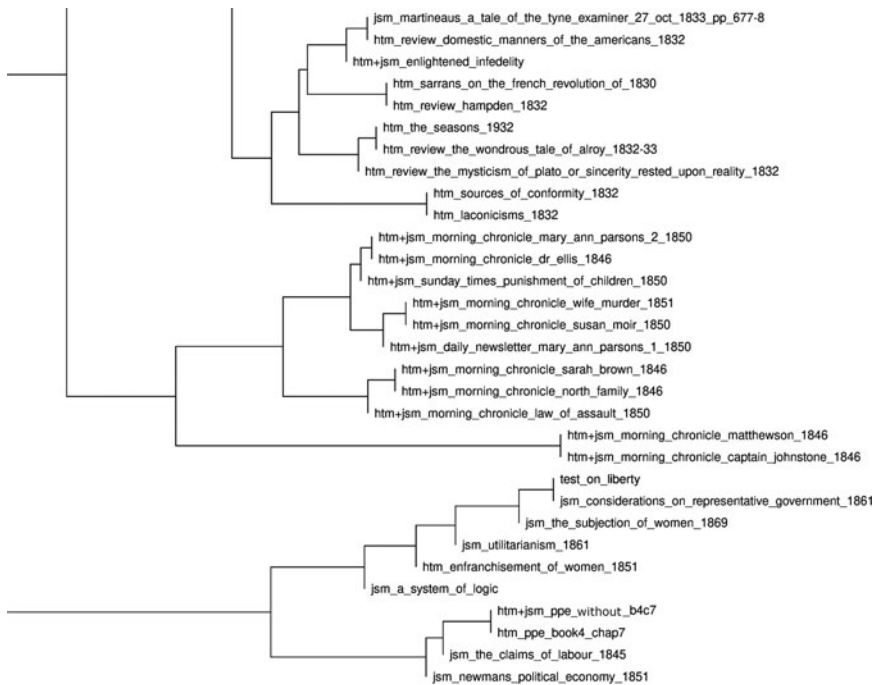 jsm_martineaus_a_tale_of_the_tyne_examiner_27_oct_1833_pp_677-8
htm_review_domestic_manners_of_the_americans_1832
htm+jsm_enlightened_infedelity
htm_sarrans_on_the_french_revolution_of_1830
htm_review_hampden_1832
htm_the_seasons_1932
htm_review_the_wondrous_tale_of_alroy_1832-33
htm_review_the_mysticism_of_plato_or_sincerity_rested_upon_reality_1832
htm_sources_of_conformity_1832
htm_laconicisms_1832
htm+jsm_morning_chronicle_mary_ann_parsons_2_1850
htm+jsm_morning_chronicle_dr_ellis_1846
htm+jsm_sunday_times_punishment_of_children_1850
htm+jsm_morning_chronicle_wife_murder_1851
htm+jsm_morning_chronicle_susan_moir_1850
htm+jsm_daily_newsletter_mary_ann_parsons_1_1850
htm+jsm_morning_chronicle_sarah_brown_1846
htm+jsm_morning_chronicle_north_family_1846
htm+jsm_morning_chronicle_law_of_assault_1850
htm+jsm_morning_chronicle_matthewson_1846
htm+jsm_morning_chronicle_captain_johnstone_1846
test_on_liberty
jsm_considerations_on_representative_government_1861
jsm_the_subjection_of_women_1869
jsm_utilitarianism_1861
htm_enfranchisement_of_women_1851
jsm_a_system_of_logic
htm+jsm_ppe_without_b4c7
htm_ppe_book4_chap7
jsm_the_claims_of_labour_1845
jsm_newmans_political_economy_1851